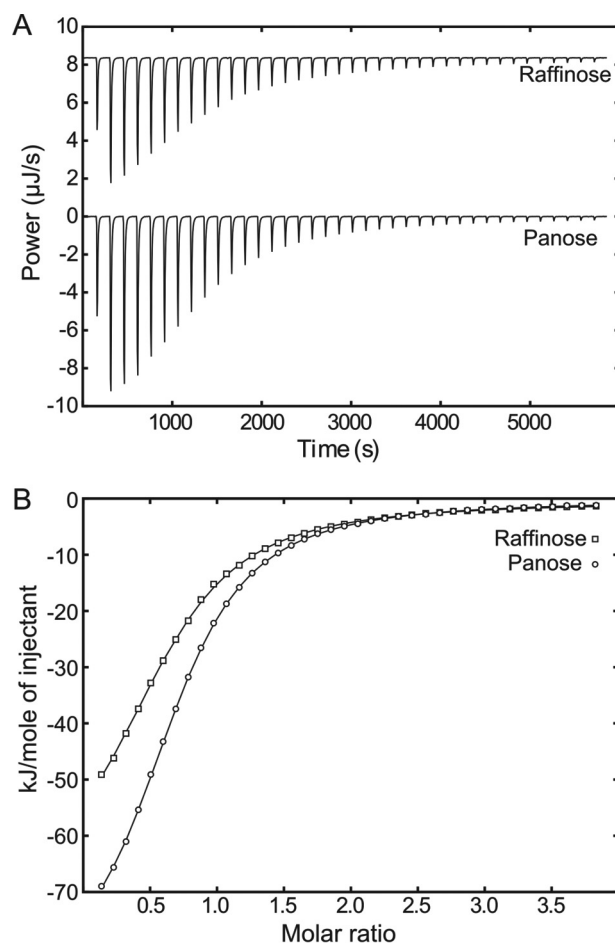 A
10
8
6
4
2
0
-2
-4
-6
-8
-10
Power (µJ/s)
Raffinose
Panose
1000 2000 3000 4000 5000
Time (s)
B
0
-10
-20
-30
-40
-50
-60
-70
kJ/mole of injectant
Raffinose
Panose
0.5 1.0 1.5 2.0 2.5 3.0 3.5
Molar ratio